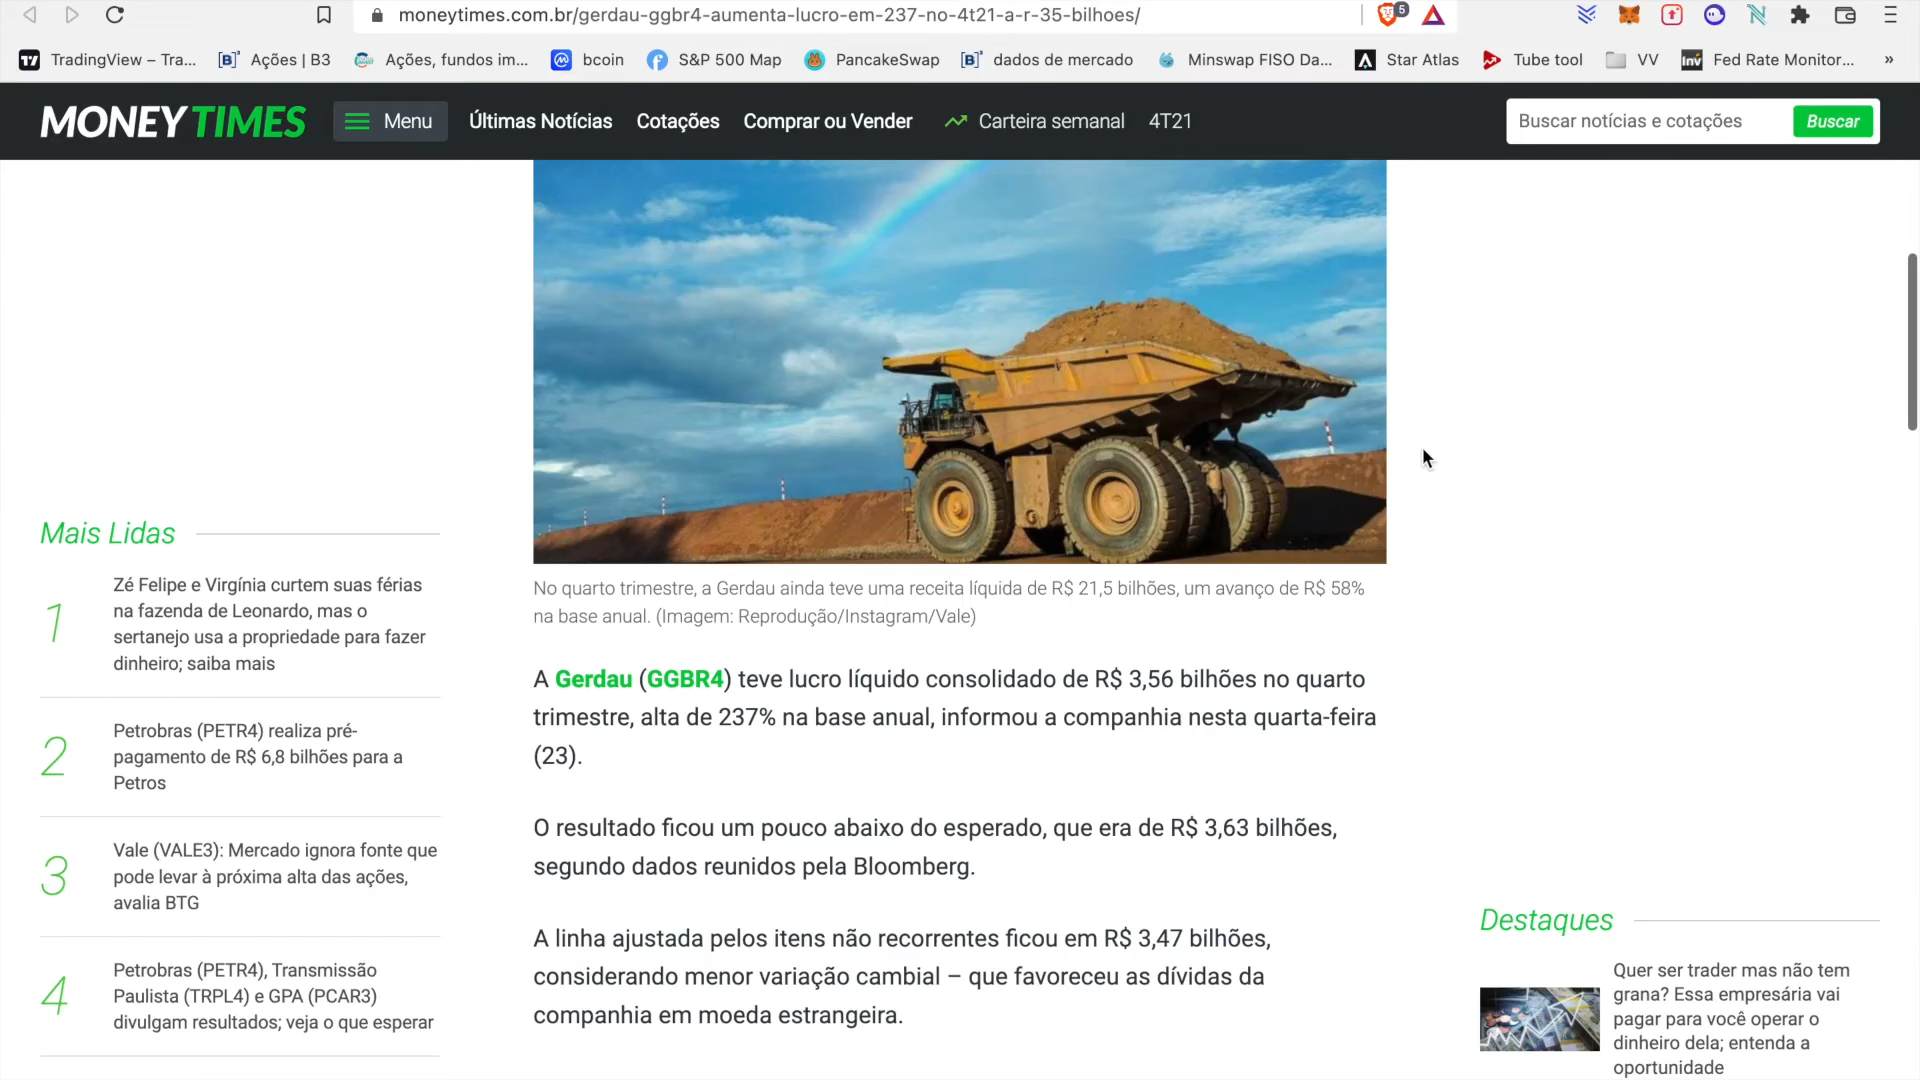 moneytimes.com.br/gerdau-ggbr4-aumenta-lucro-em-237-no-4t21-a-r-35-bilhoes/
5
TradingView – Tra...
[B]³ Ações | B3
Ações, fundos im...
bcoin
S&P 500 Map
PancakeSwap
[B]³ dados de mercado
Minswap FISO Da...
Star Atlas
Tube tool
VV
Inv Fed Rate Monitor...
»
MONEY TIMES
Menu
Últimas Notícias
Cotações
Comprar ou Vender
Carteira semanal
4T21
Buscar notícias e cotações
Buscar
No quarto trimestre, a Gerdau ainda teve uma receita líquida de R$ 21,5 bilhões, um avanço de R$ 58%
na base anual. (Imagem: Reprodução/Instagram/Vale)
A Gerdau (GGBR4) teve lucro líquido consolidado de R$ 3,56 bilhões no quarto
trimestre, alta de 237% na base anual, informou a companhia nesta quarta-feira
(23).
O resultado ficou um pouco abaixo do esperado, que era de R$ 3,63 bilhões,
segundo dados reunidos pela Bloomberg.
A linha ajustada pelos itens não recorrentes ficou em R$ 3,47 bilhões,
considerando menor variação cambial – que favoreceu as dívidas da
companhia em moeda estrangeira.
Mais Lidas
1
Zé Felipe e Virgínia curtem suas férias
na fazenda de Leonardo, mas o
sertanejo usa a propriedade para fazer
dinheiro; saiba mais
2
Petrobras (PETR4) realiza pré-
pagamento de R$ 6,8 bilhões para a
Petros
3
Vale (VALE3): Mercado ignora fonte que
pode levar à próxima alta das ações,
avalia BTG
4
Petrobras (PETR4), Transmissão
Paulista (TRPL4) e GPA (PCAR3)
divulgam resultados; veja o que esperar
Destaques
Quer ser trader mas não tem
grana? Essa empresária vai
pagar para você operar o
dinheiro dela; entenda a
oportunidade